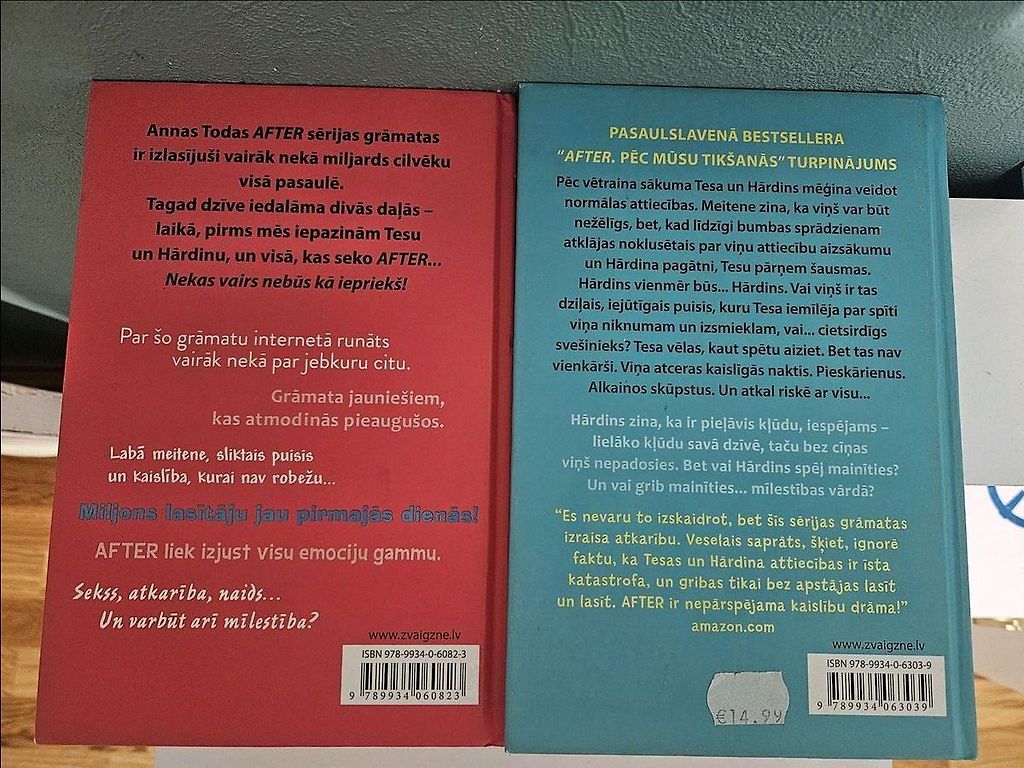 Annas Todas AFTER sērijas grāmatas
ir izlasījuši vairāk nekā miljards cilvēku
visā pasaulē.
Tagad dzīve iedalāma divās daļās –
laikā, pirms mēs iepazinām Tesu
un Hārdinu, un visā, kas seko AFTER...
Nekas vairs nebūs kā iepriekš!
Par šo grāmatu internetā runāts
vairāk nekā par jebkuru citu.
Grāmata jauniešiem,
kas atmodinās pieaugušos.
Labā meitene, sliktais puisis
un kaislība, kurai nav robežu...
Miljons lasītāju jau pirmajās dienās!
AFTER liek izjust visu emociju gammu.
Sekss, atkarība, naids...
Un varbūt arī mīlestība?
www.zvaigzne.lv
ISBN 978-9934-0-6082-3
9 789934 060823
PASAULSLAVENĀ BESTSELLERA
"AFTER. PĒC MŪSU TIKŠANĀS" TURPINĀJUMS
Pēc vētraina sākuma Tesa un Hārdins mēģina veidot
normālas attiecības. Meitene zina, ka viņš var būt
nežēlīgs, bet, kad līdzīgi bumbas sprādzienam
atklājas noklusētais par viņu attiecību aizsākumu
un Hārdina pagātni, Tesu pārņem šausmas.
Hārdins vienmēr būs... Hārdins. Vai viņš ir tas
dziļais, iejūtīgais puisis, kuru Tesa iemīlēja par spīti
viņa niknumam un izsmieklam, vai... cietsirdīgs
svešinieks? Tesa vēlas, kaut spētu aiziet. Bet tas nav
vienkārši. Viņa atceras kaislīgās naktis. Pieskārienus.
Alkainos skūpstus. Un atkal riskē ar visu...
Hārdins zina, ka ir pieļāvis kļūdu, iespējams –
lielāko kļūdu savā dzīvē, taču bez cīņas
viņš nepadosies. Bet vai Hārdins spēj mainīties?
Un vai grib mainīties... mīlestības vārdā?
"Es nevaru to izskaidrot, bet šīs sērijas grāmatas
izraisa atkarību. Veselais saprāts, šķiet, ignorē
faktu, ka Tesas un Hārdina attiecības ir īsta
katastrofa, un gribas tikai bez apstājas lasīt
un lasīt. AFTER ir nepārspējama kaislību drāma!"
amazon.com
www.zvaigzne.lv
ISBN 978-9934-0-6303-9
9 789934 063039
€14.99